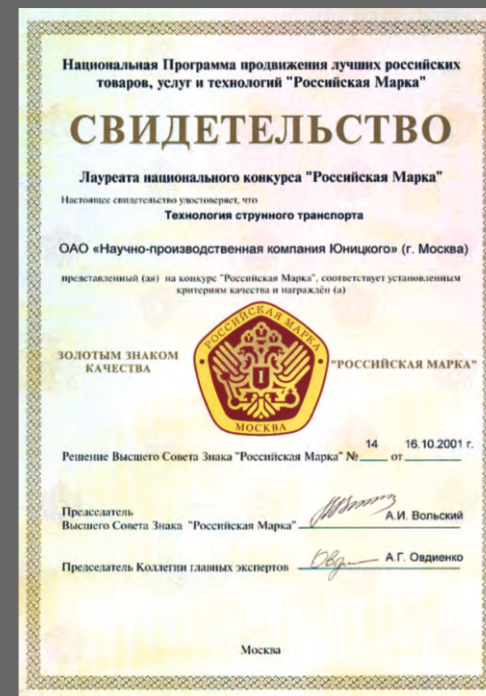 Национальная Программа продвижения лучших российских
товаров, услуг и технологий "Российская Марка"
СВИДЕТЕЛЬСТВО
Лауреата национального конкурса "Российская Марка"
Настоящее свидетельство удостоверяет, что
Технология струнного транспорта
ОАО «Научно-производственная компания Юницкого» (г. Москва)
представленный (ая) на конкурсе "Российская Марка", соответствует установленным
критериям качества и награждён (а)
РОССИЙСКАЯ МАРКА
I
МОСКВА
ЗОЛОТЫМ ЗНАКОМ
КАЧЕСТВА
"РОССИЙСКАЯ МАРКА"
Решение Высшего Совета Знака "Российская Марка" № 14 от 16.10.2001 г.
Председатель
Высшего Совета Знака "Российская Марка" А.И. Вольский
Председатель Коллегии главных экспертов А.Г. Овдиенко
Москва